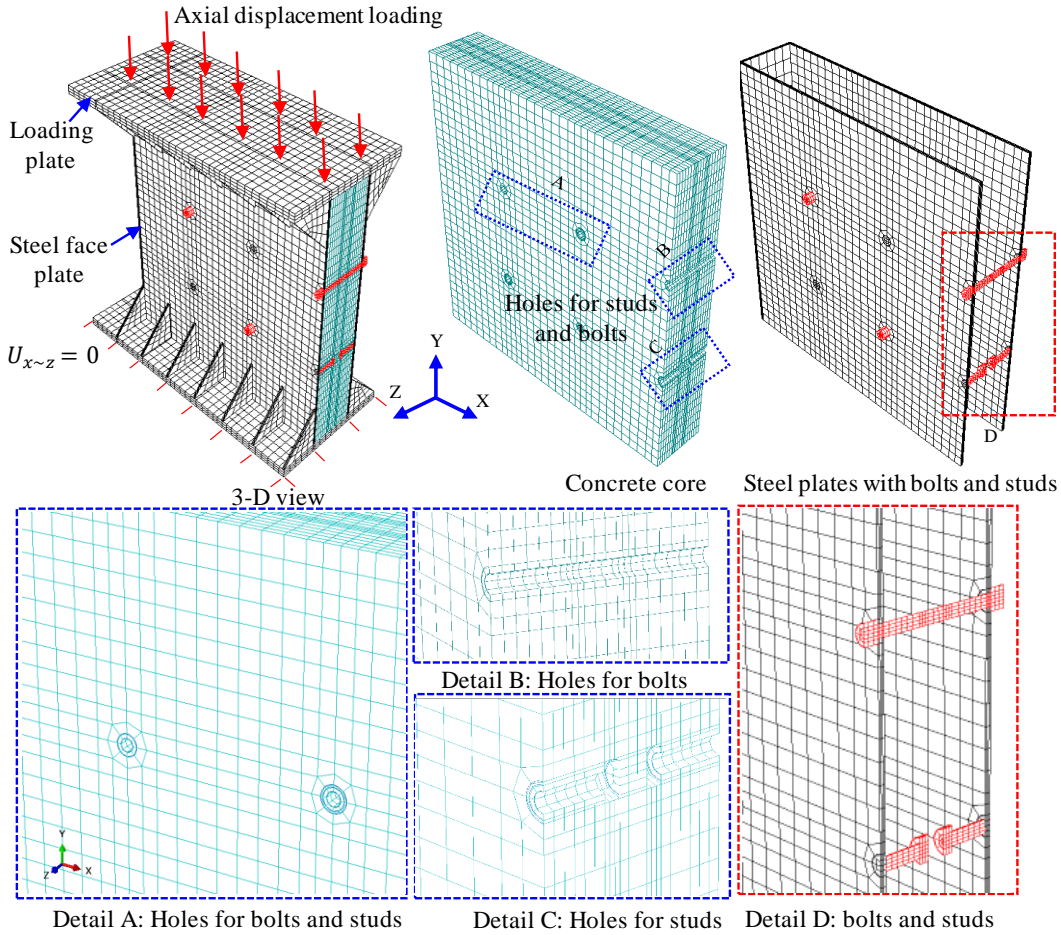 Axial displacement loading
Loading
plate
Steel face
plate
U_{x~z} = 0
3-D view
A
B
Holes for studs
and bolts
C
Y
Z
X
Concrete core
D
Steel plates with bolts and studs
Y
Z
X
Detail A: Holes for bolts and studs
Detail B: Holes for bolts
Detail C: Holes for studs
Detail D: bolts and studs